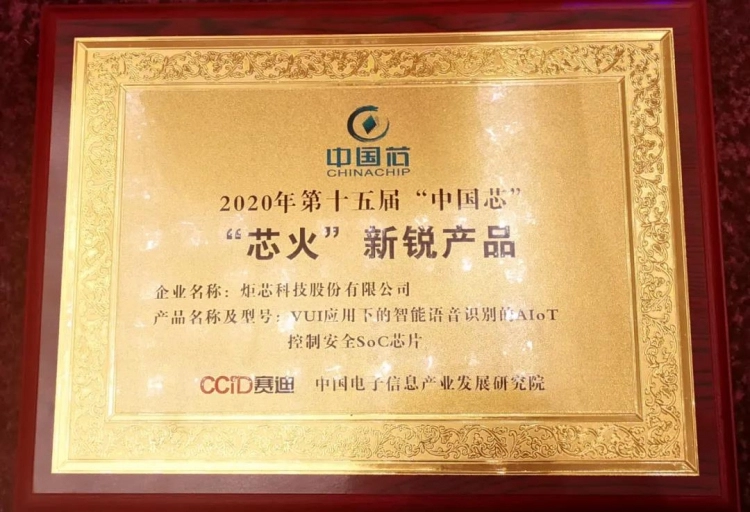 中国芯
CHINACHIP
2020年第十五届“中国芯”
“芯火”新锐产品
企业名称：炬芯科技股份有限公司
产品名称及型号：VUI应用下的智能语音识别的AIoT
控制安全SoC芯片
CCID赛迪 中国电子信息产业发展研究院